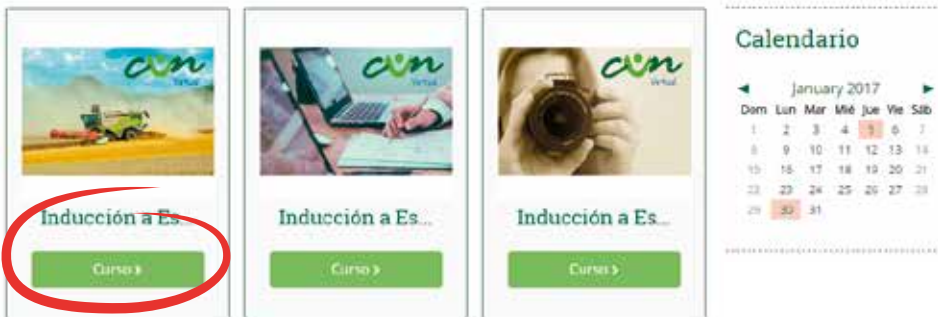 cun
Virtual
Inducción a Es...
Curso >
cun
Virtual
Inducción a Es...
Curso >
cun
Virtual
Inducción a Es...
Curso >
Calendario
◄ January 2017 ►
Dom Lun Mar Mié Jue Vie Sáb
1 2 3 4 5 6 7
8 9 10 11 12 13 14
15 16 17 18 19 20 21
22 23 24 25 26 27 28
29 30 31